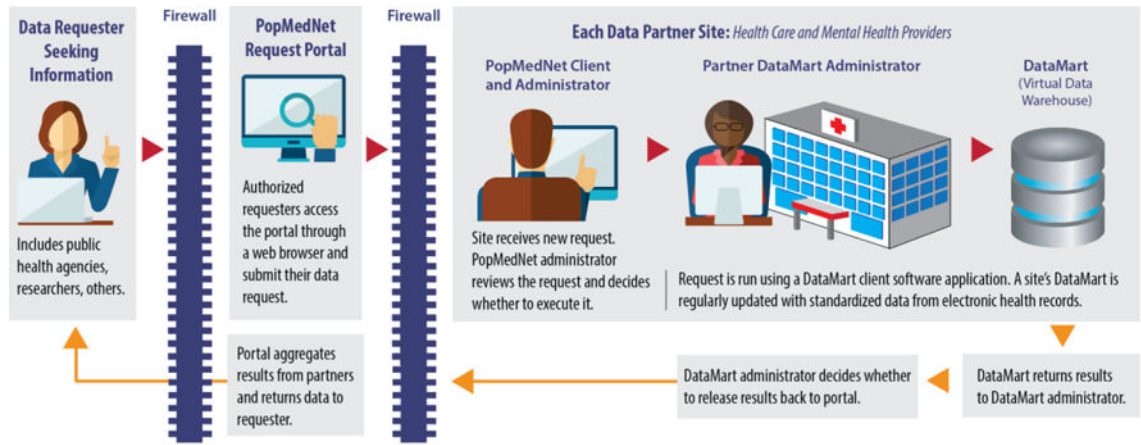 Data Requester
Seeking
Information
Includes public
health agencies,
researchers, others.
Firewall
PopMedNet
Request Portal
Authorized
requesters access
the portal through
a web browser and
submit their data
request.
Firewall
Each Data Partner Site: Health Care and Mental Health Providers
PopMedNet Client
and Administrator
Site receives new request.
PopMedNet administrator
reviews the request and decides
whether to execute it.
Partner DataMart Administrator
DataMart
(Virtual Data
Warehouse)
Request is run using a DataMart client software application. A site's DataMart is
regularly updated with standardized data from electronic health records.
DataMart returns results
to DataMart administrator.
DataMart administrator decides whether
to release results back to portal.
Portal aggregates
results from partners
and returns data to
requester.